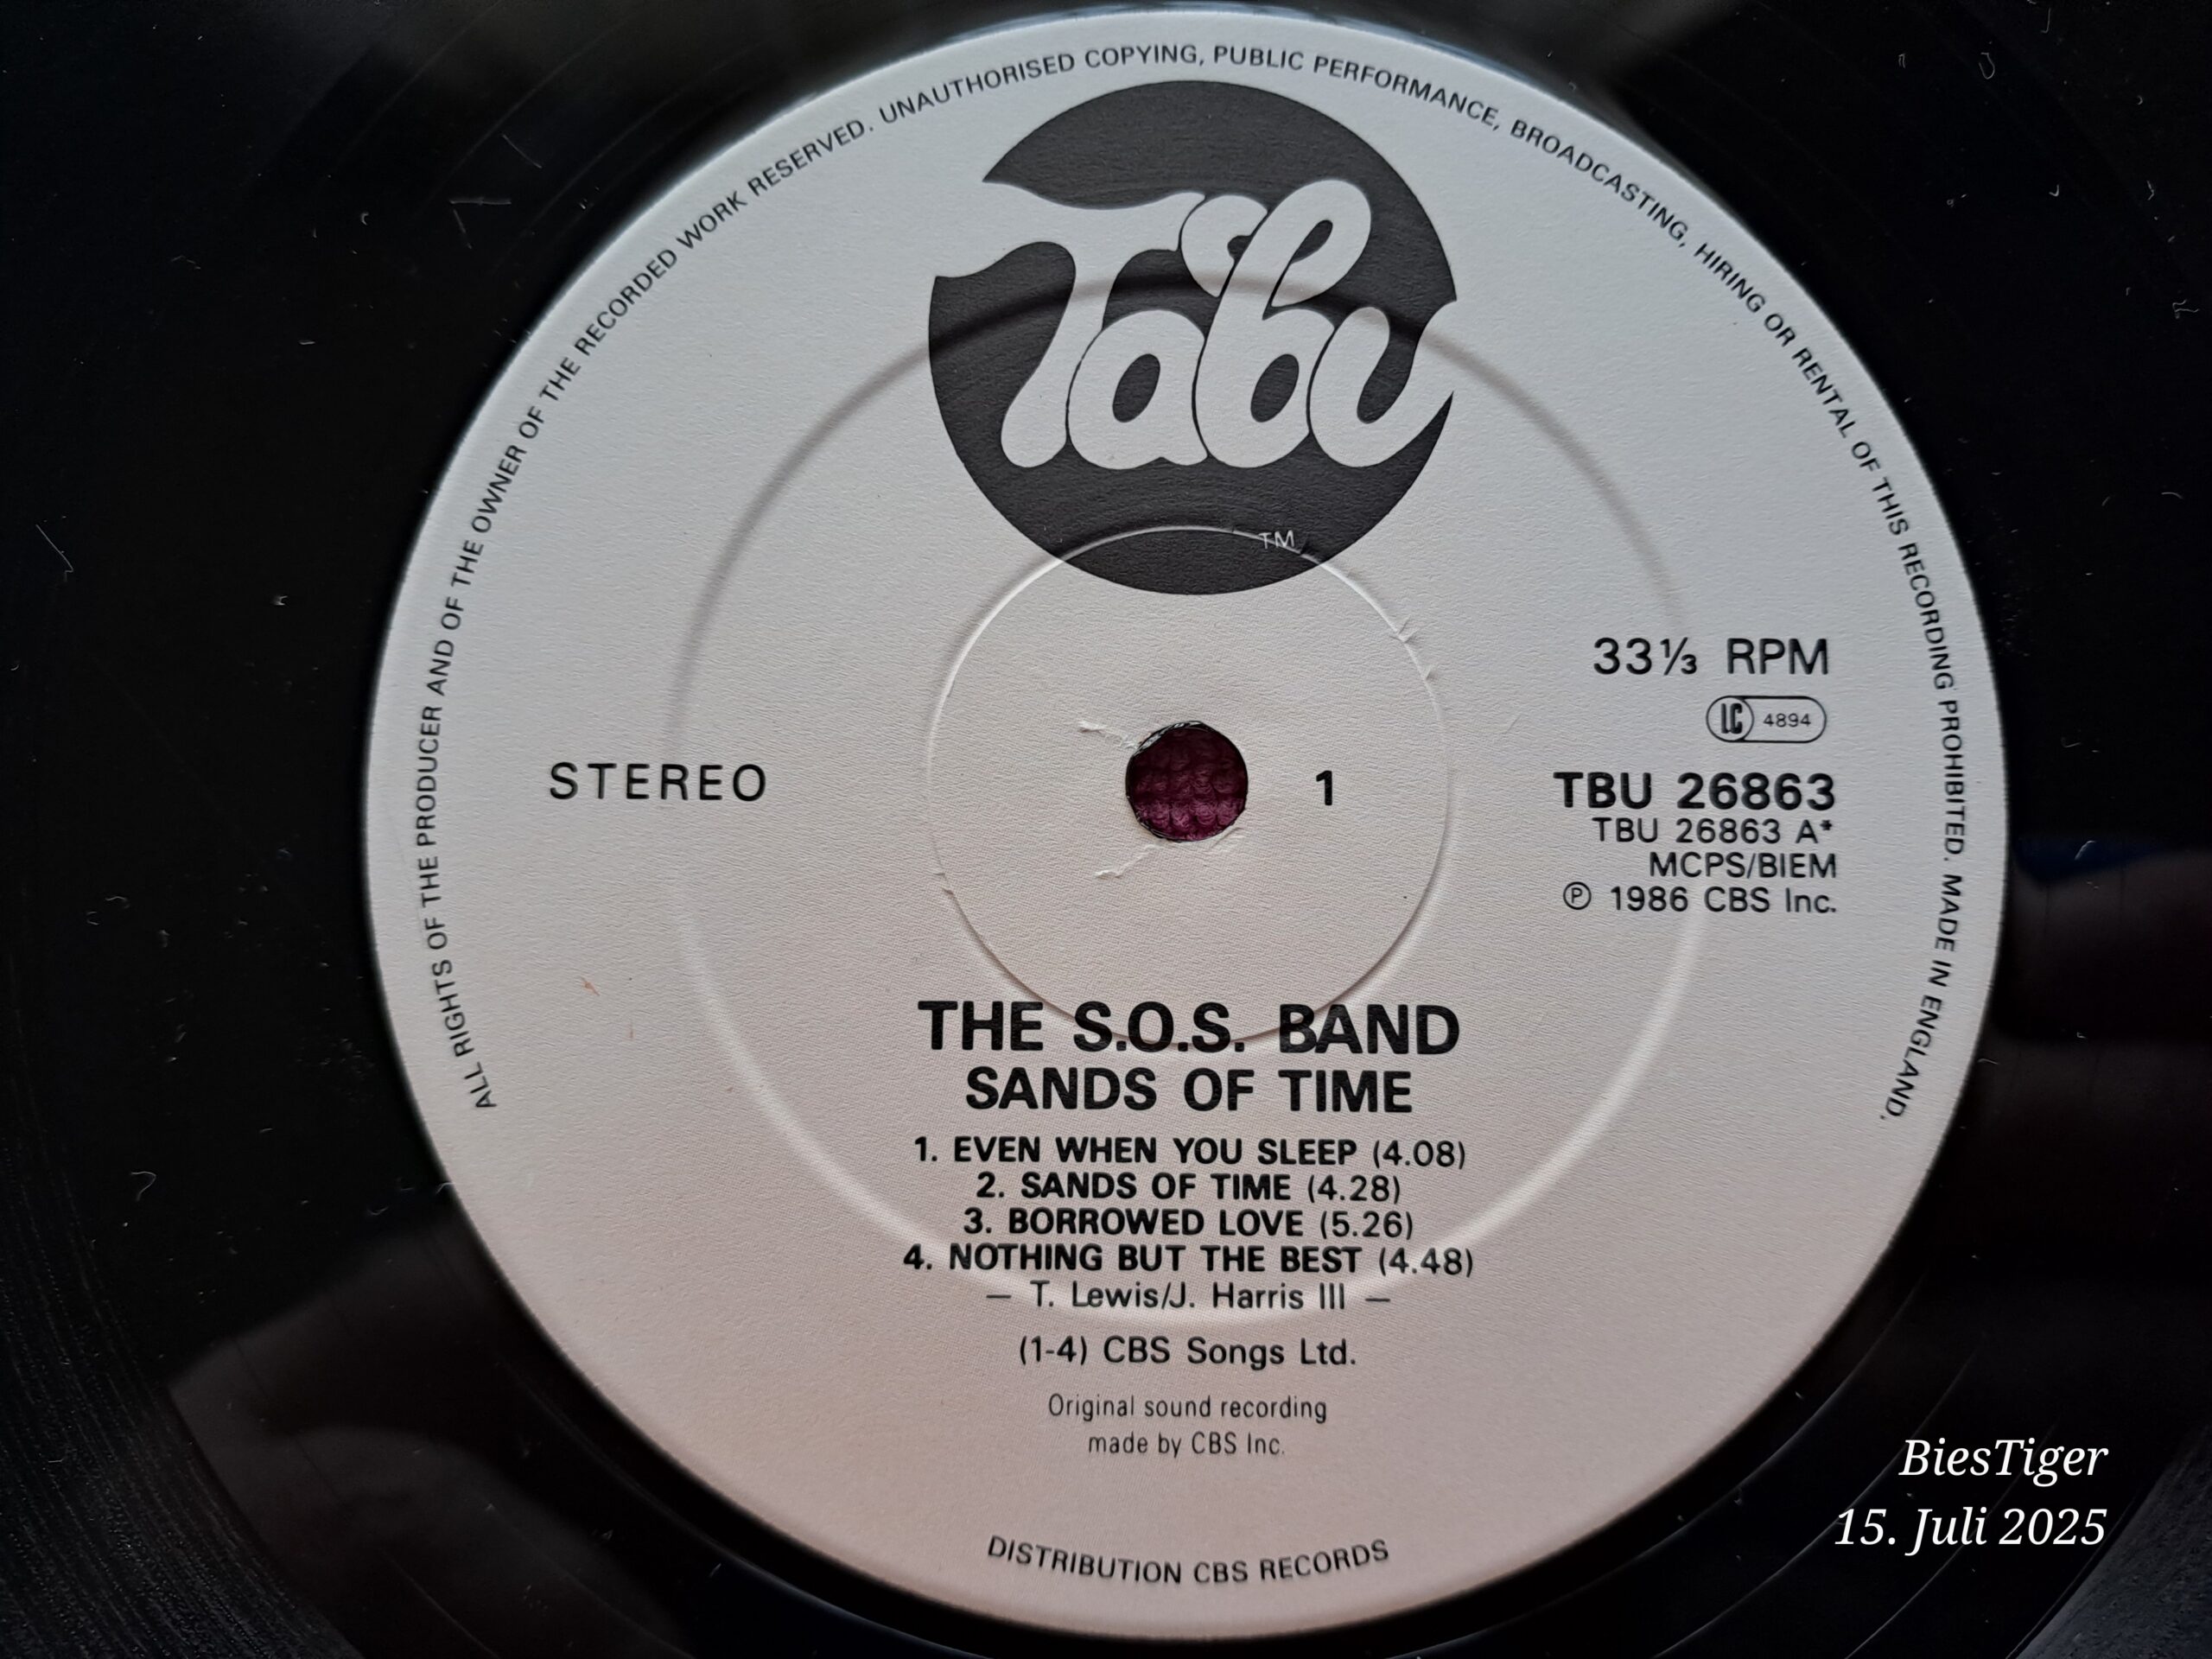 ALL RIGHTS OF THE PRODUCER AND OF THE OWNER OF THE RECORDED WORK RESERVED. UNAUTHORISED COPYING, PUBLIC PERFORMANCE, BROADCASTING, HIRING OR RENTAL OF THIS RECORDING PROHIBITED. MADE IN ENGLAND.
Tabu
TM
STEREO
1
33⅓ RPM
LC 4894
TBU 26863
TBU 26863 A*
MCPS/BIEM
℗ 1986 CBS Inc.
THE S.O.S. BAND
SANDS OF TIME
1. EVEN WHEN YOU SLEEP (4.08)
2. SANDS OF TIME (4.28)
3. BORROWED LOVE (5.26)
4. NOTHING BUT THE BEST (4.48)
— T. Lewis/J. Harris III —
(1-4) CBS Songs Ltd.
Original sound recording
made by CBS Inc.
DISTRIBUTION CBS RECORDS
BiesTiger
15. Juli 2025